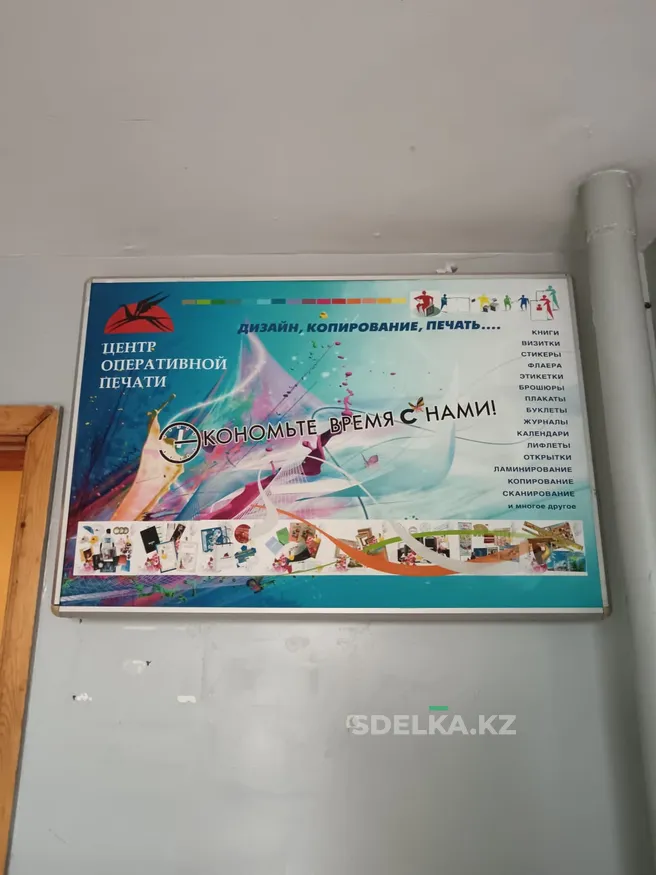 ЦЕНТР
ОПЕРАТИВНОЙ
ПЕЧАТИ
ДИЗАЙН, КОПИРОВАНИЕ, ПЕЧАТЬ....
ЭКОНОМЬТЕ ВРЕМЯ С НАМИ!
КНИГИ
ВИЗИТКИ
СТИКЕРЫ
ФЛАЕРА
ЭТИКЕТКИ
БРОШЮРЫ
ПЛАКАТЫ
БУКЛЕТЫ
ЖУРНАЛЫ
КАЛЕНДАРИ
ЛИФЛЕТЫ
ОТКРЫТКИ
ЛАМИНИРОВАНИЕ
КОПИРОВАНИЕ
СКАНИРОВАНИЕ
и многое другое
SDELKA.KZ